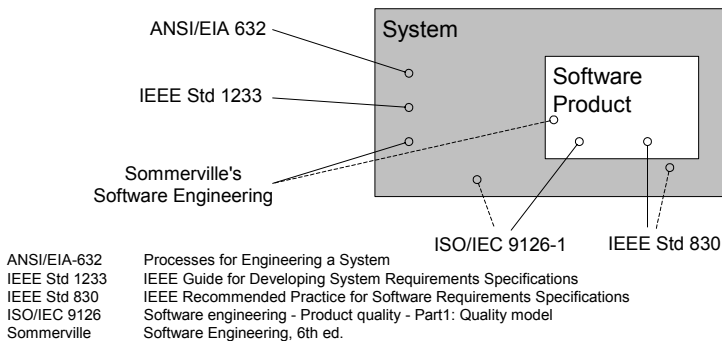 ANSI/EIA 632
System
Software
Product
IEEE Std 1233
Sommerville's
Software Engineering
ISO/IEC 9126-1
IEEE Std 830
ANSI/EIA-632 Processes for Engineering a System
IEEE Std 1233 IEEE Guide for Developing System Requirements Specifications
IEEE Std 830 IEEE Recommended Practice for Software Requirements Specifications
ISO/IEC 9126 Software engineering - Product quality - Part1: Quality model
Sommerville Software Engineering, 6th ed.